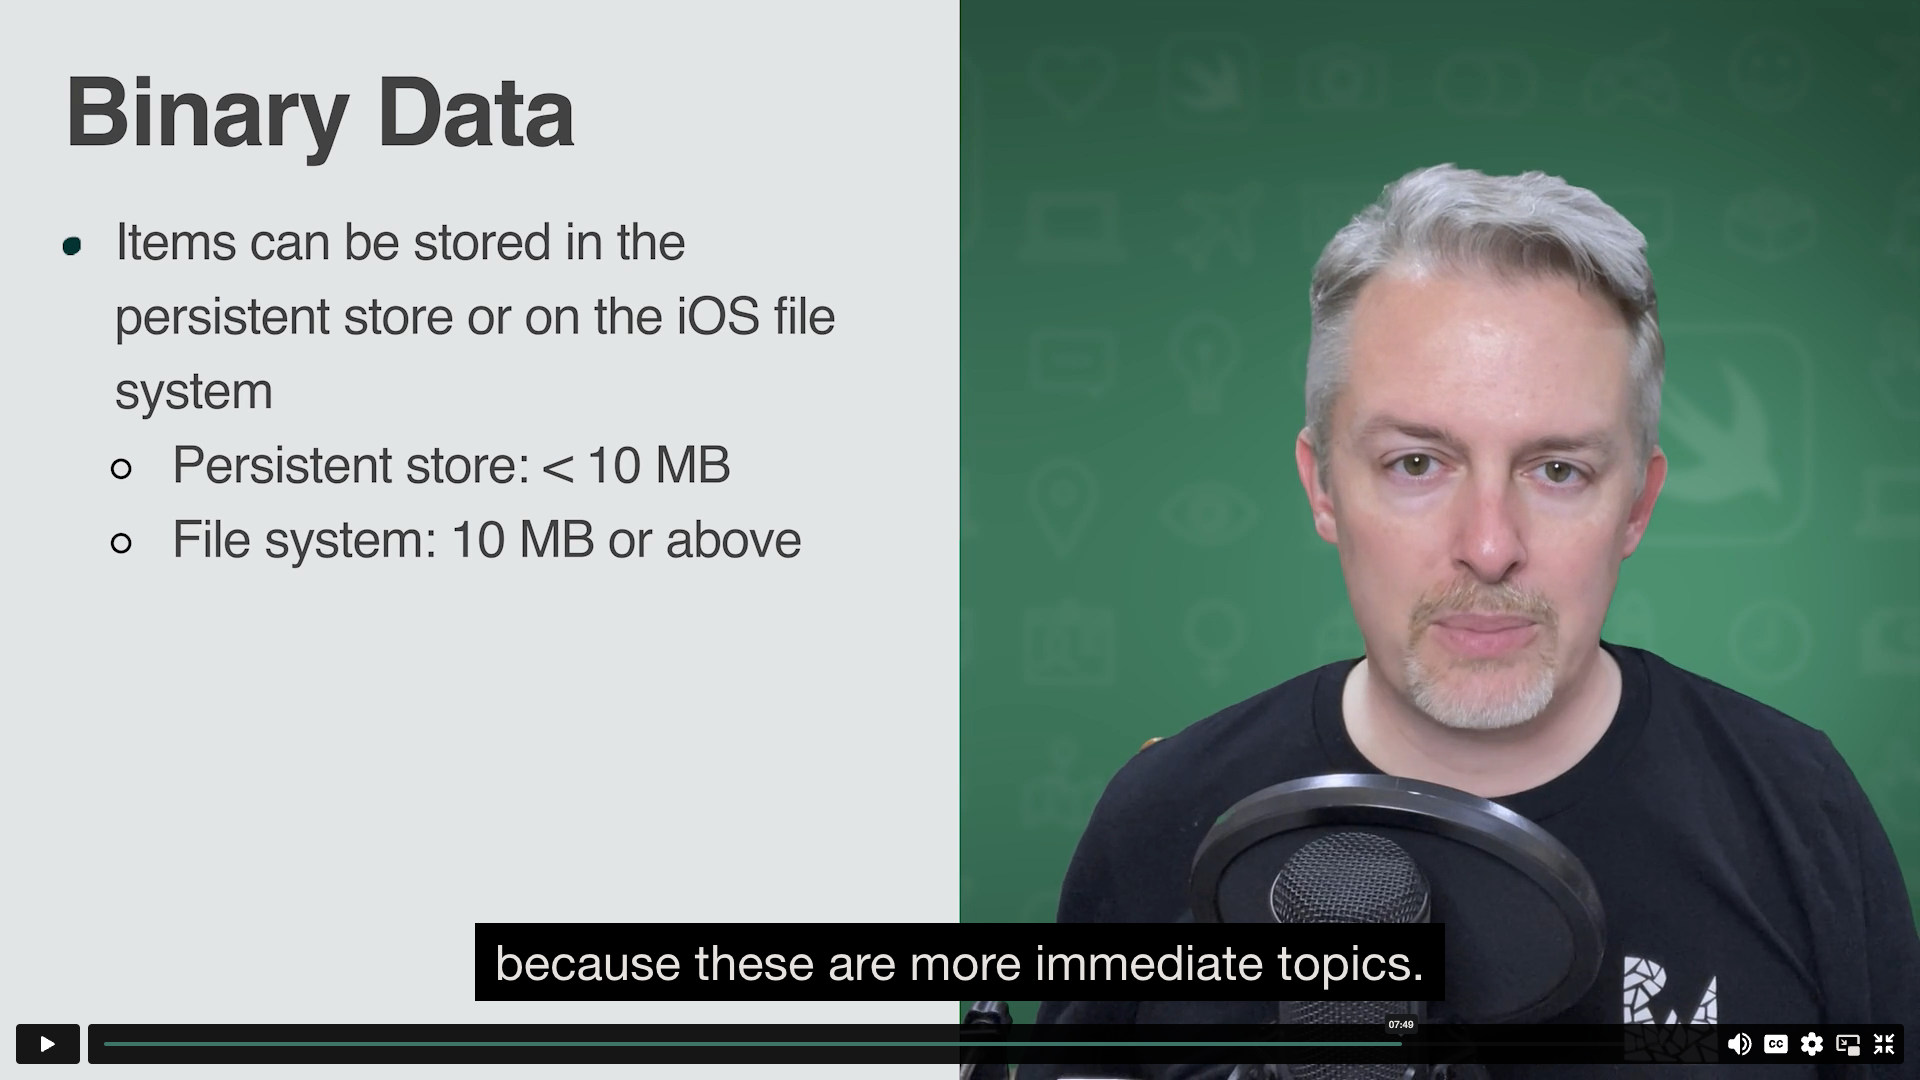 Binary Data
Items can be stored in the
persistent store or on the iOS file
system
Persistent store: < 10 MB
File system: 10 MB or above
because these are more immediate topics.
07:49
CC